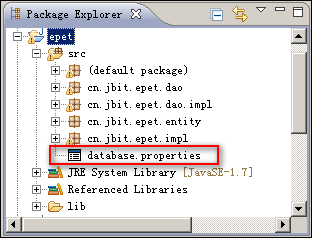 Package Explorer
epet
src
(default package)
cn.jbit.epet.dao
cn.jbit.epet.dao.impl
cn.jbit.epet.entity
cn.jbit.epet.impl
database.properties
JRE System Library [JavaSE-1.7]
Referenced Libraries
lib